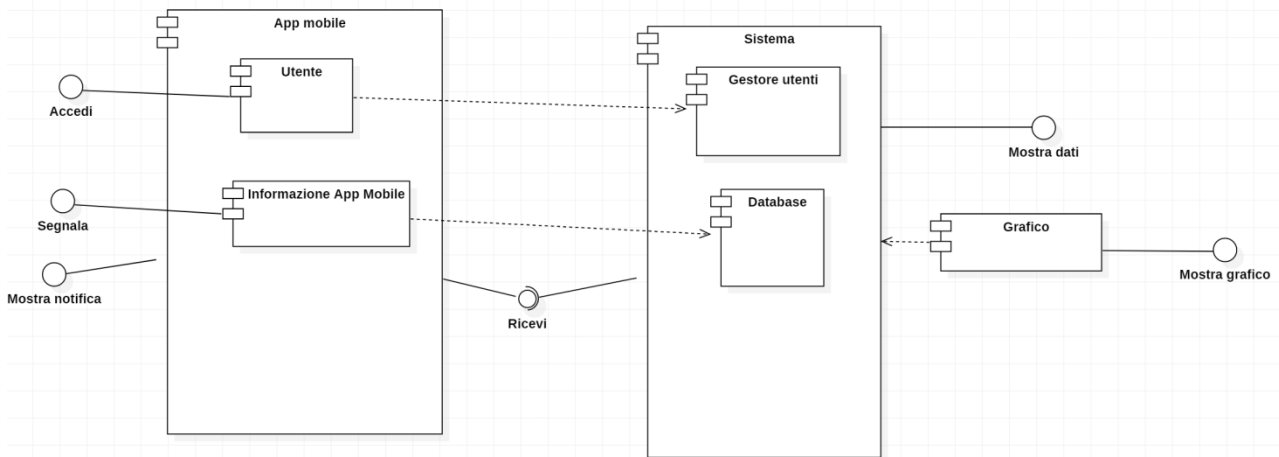 App mobile
Sistema
Utente
Gestore utenti
Accedi
Mostra dati
Informazione App Mobile
Database
Segnala
Grafico
Mostra notifica
Mostra grafico
Ricevi